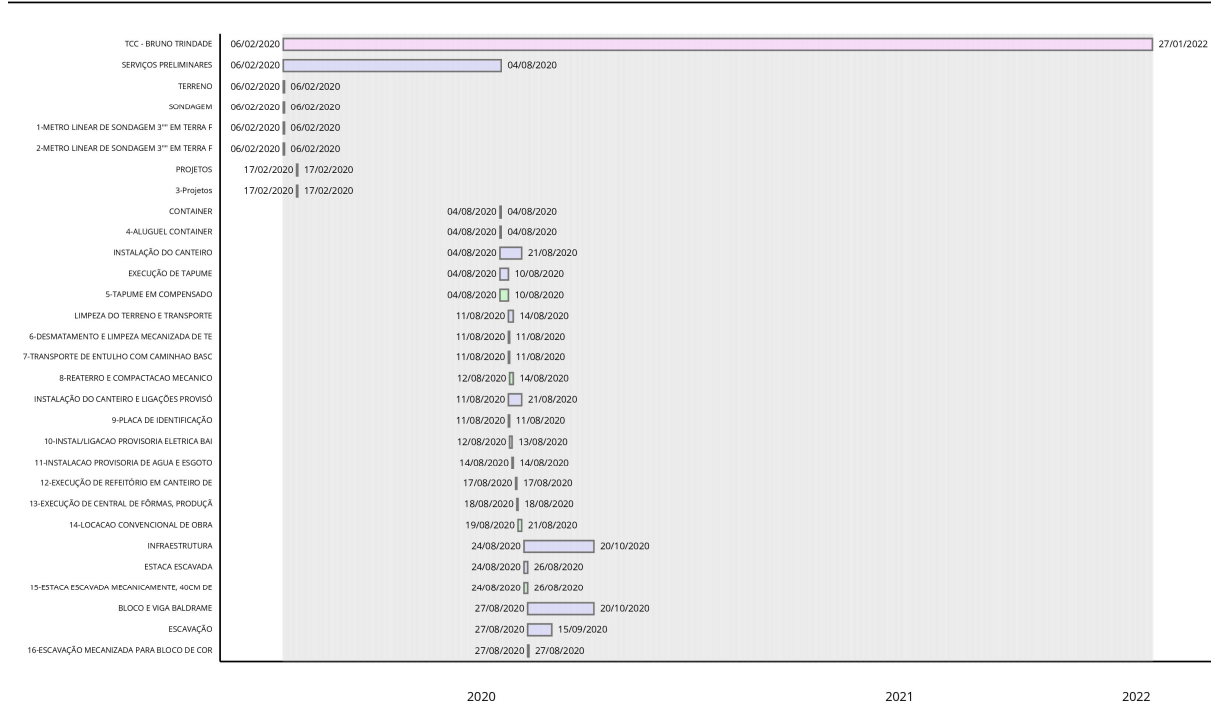 TCC - BRUNO TRINDADE 06/02/2020 27/01/2022
SERVIÇOS PRELIMINARES 06/02/2020 04/08/2020
TERRENO 06/02/2020 06/02/2020
SONDAGEM 06/02/2020 06/02/2020
1-METRO LINEAR DE SONDAGEM 3"" EM TERRA F 06/02/2020 06/02/2020
2-METRO LINEAR DE SONDAGEM 3"" EM TERRA F 06/02/2020 06/02/2020
PROJETOS 17/02/2020 17/02/2020
3-Projetos 17/02/2020 17/02/2020
CONTAINER 04/08/2020 04/08/2020
4-ALUGUEL CONTAINER 04/08/2020 04/08/2020
INSTALAÇÃO DO CANTEIRO 04/08/2020 21/08/2020
EXECUÇÃO DE TAPUME 04/08/2020 10/08/2020
5-TAPUME EM COMPENSADO 04/08/2020 10/08/2020
LIMPEZA DO TERRENO E TRANSPORTE 11/08/2020 14/08/2020
6-DESMATAMENTO E LIMPEZA MECANIZADA DE TE 11/08/2020 11/08/2020
7-TRANSPORTE DE ENTULHO COM CAMINHAO BASC 11/08/2020 11/08/2020
8-REATERRO E COMPACTACAO MECANICO 12/08/2020 14/08/2020
INSTALAÇÃO DO CANTEIRO E LIGAÇÕES PROVISÓ 11/08/2020 21/08/2020
9-PLACA DE IDENTIFICAÇÃO 11/08/2020 11/08/2020
10-INSTAL/LIGACAO PROVISORIA ELETRICA BAI 12/08/2020 13/08/2020
11-INSTALACAO PROVISORIA DE AGUA E ESGOTO 14/08/2020 14/08/2020
12-EXECUÇÃO DE REFEITÓRIO EM CANTEIRO DE 17/08/2020 17/08/2020
13-EXECUÇÃO DE CENTRAL DE FÔRMAS, PRODUÇÃ 18/08/2020 18/08/2020
14-LOCACAO CONVENCIONAL DE OBRA 19/08/2020 21/08/2020
INFRAESTRUTURA 24/08/2020 20/10/2020
ESTACA ESCAVADA 24/08/2020 26/08/2020
15-ESTACA ESCAVADA MECANICAMENTE, 40CM DE 24/08/2020 26/08/2020
BLOCO E VIGA BALDRAME 27/08/2020 20/10/2020
ESCAVAÇÃO 27/08/2020 15/09/2020
16-ESCAVAÇÃO MECANIZADA PARA BLOCO DE COR 27/08/2020 27/08/2020
2020 2021 2022